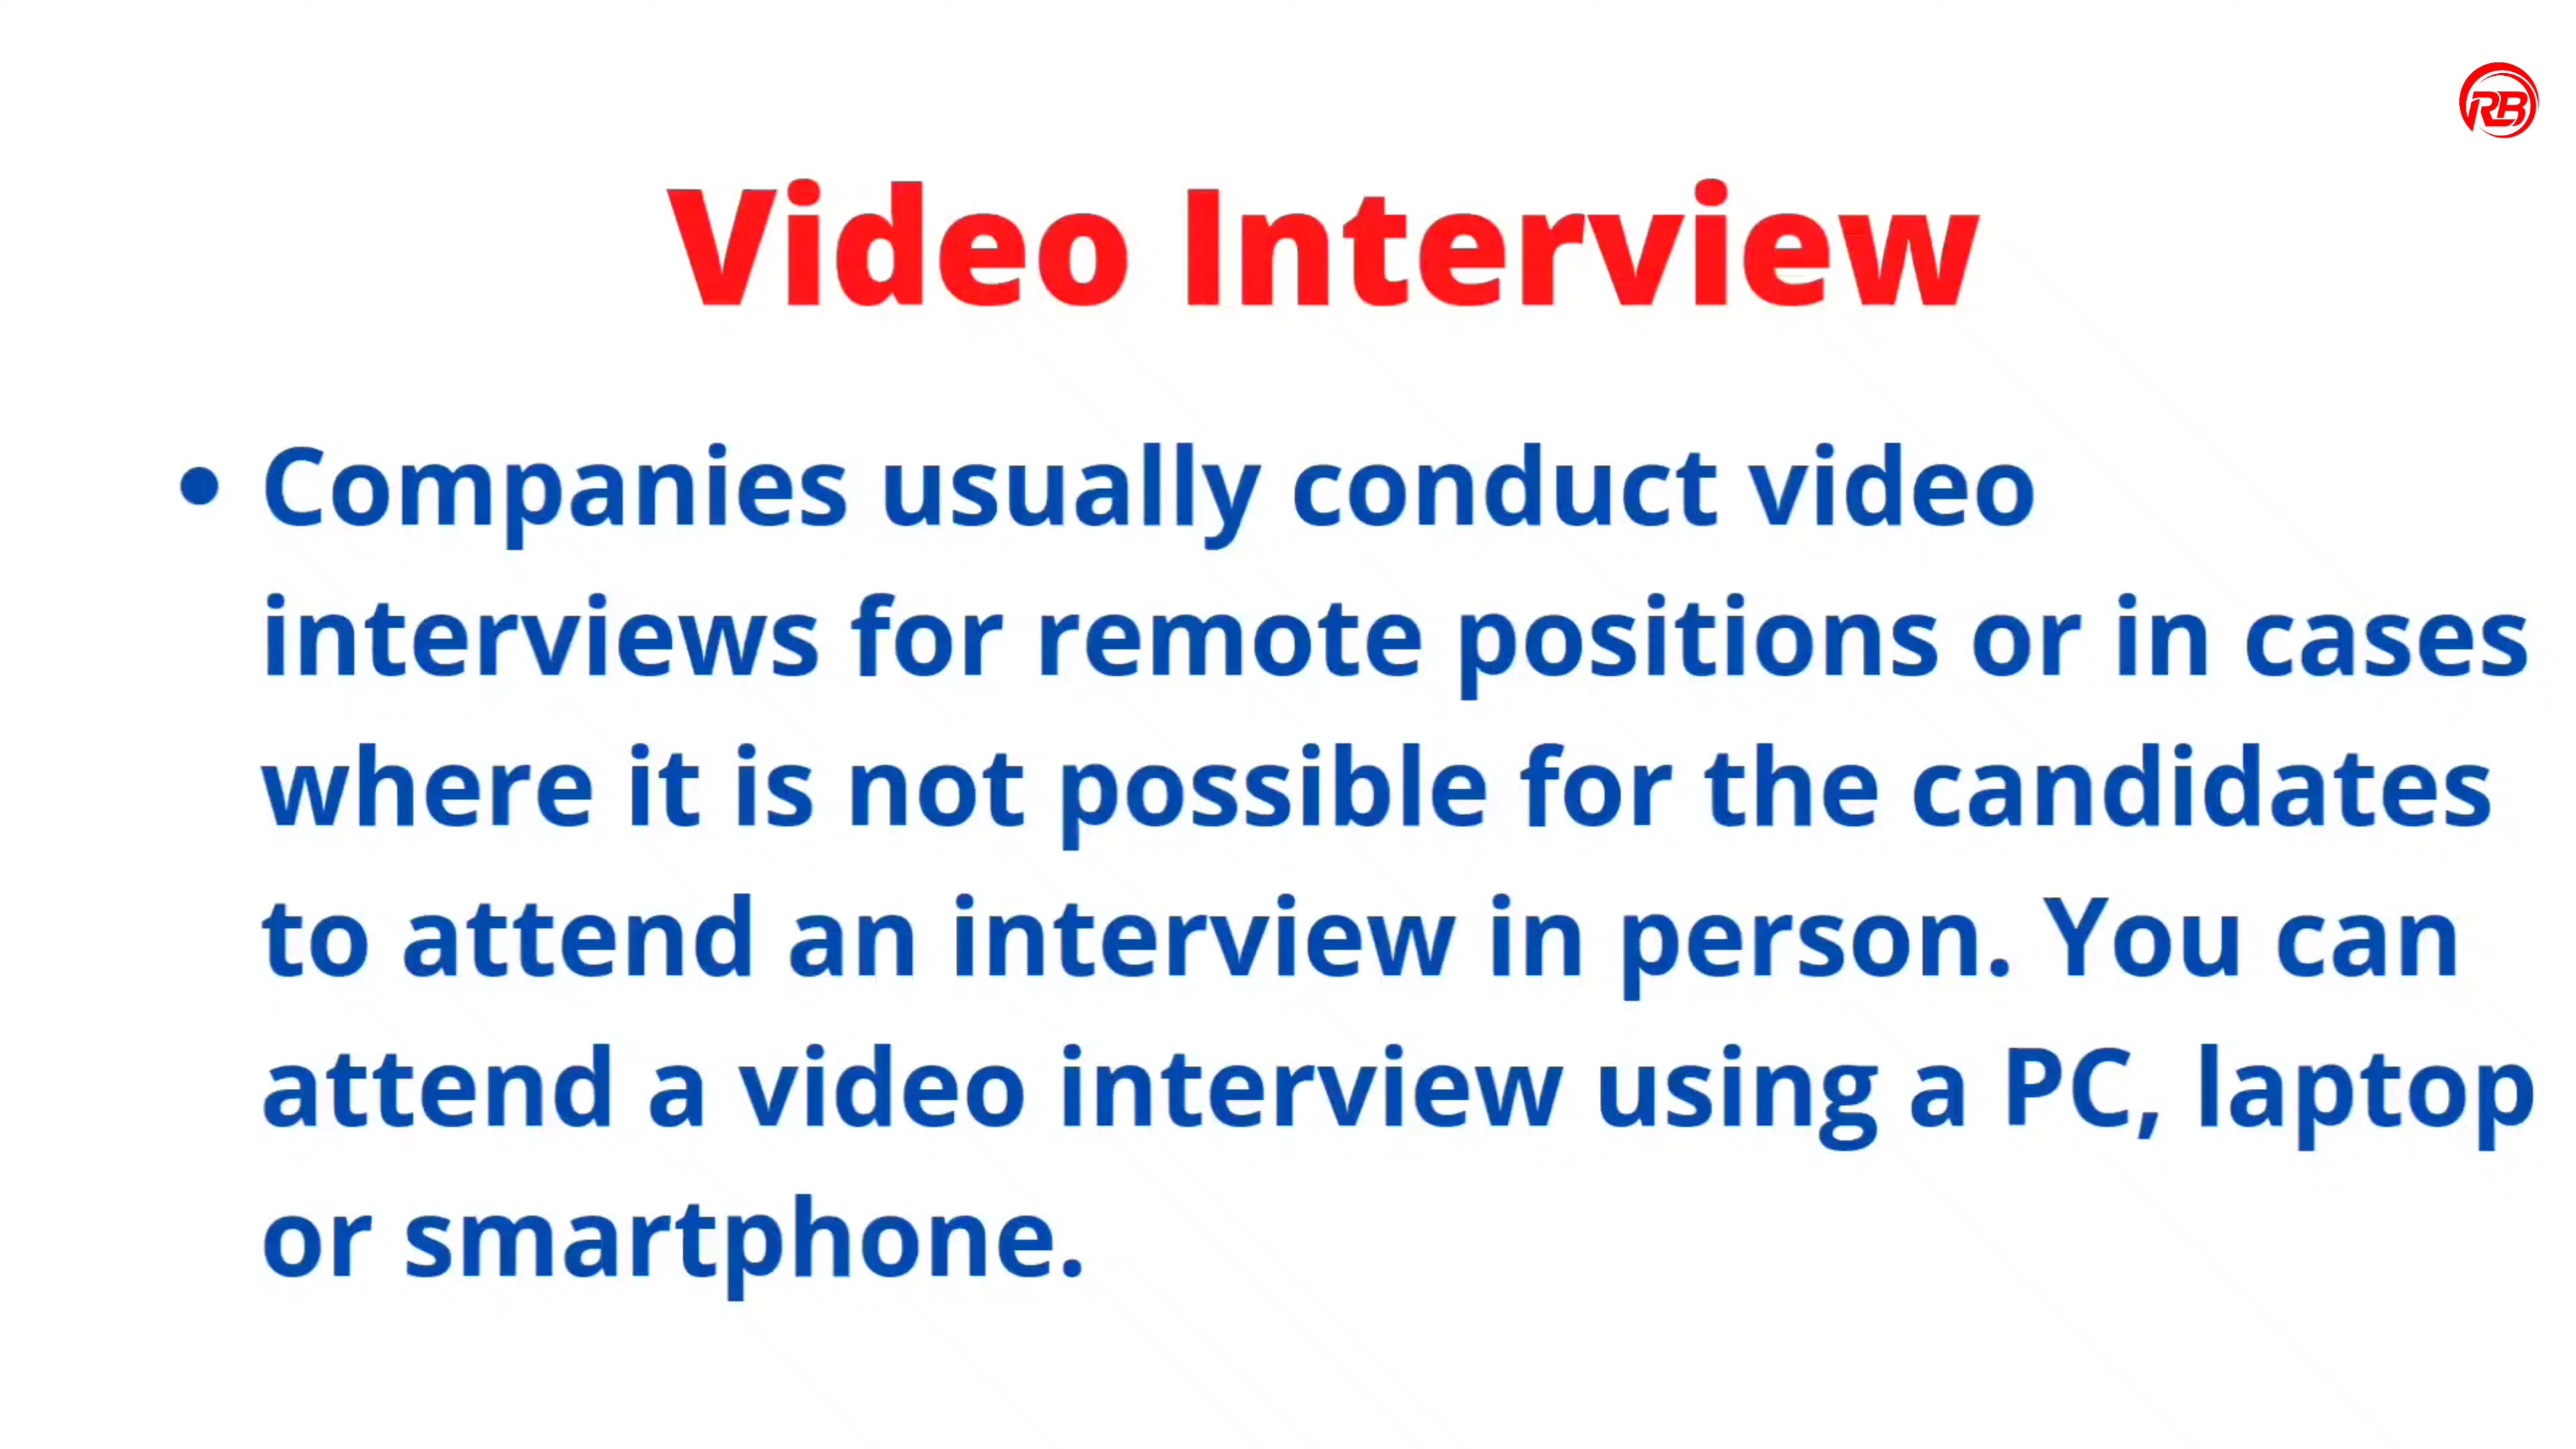 RB
Video Interview
• Companies usually conduct video
interviews for remote positions or in cases
where it is not possible for the candidates
to attend an interview in person. You can
attend a video interview using a PC, laptop
or smartphone.